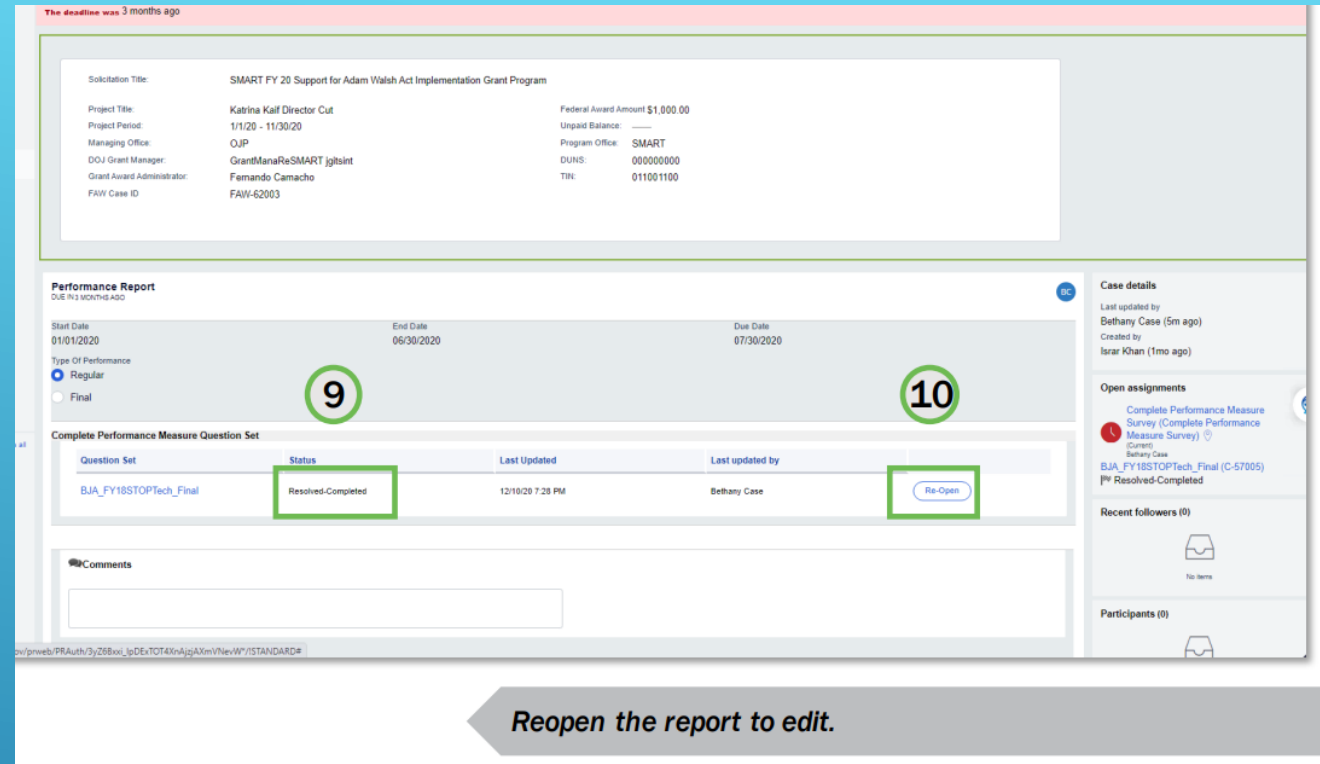 The deadline was 3 months ago
Solicitation Title: SMART FY 20 Support for Adam Walsh Act Implementation Grant Program
Project Title: Katrina Kaif Director Cut Federal Award Amount $1,000.00
Project Period: 1/1/20 - 11/30/20 Unpaid Balance: ——
Managing Office: OJP Program Office: SMART
DOJ Grant Manager: GrantManaReSMART jgitsint DUNS: 000000000
Grant Award Administrator: Fernando Camacho TIN: 011001100
FAW Case ID FAW-62003
Performance Report
DUE IN 3 MONTHS AGO
BC
Start Date End Date Due Date
01/01/2020 06/30/2020 07/30/2020
Type Of Performance
Regular
Final
9
10
Complete Performance Measure Question Set
Question Set Status Last Updated Last updated by
BJA_FY18STOPTech_Final Resolved-Completed 12/10/20 7:28 PM Bethany Case Re-Open
Comments
Case details
Last updated by
Bethany Case (5m ago)
Created by
Israr Khan (1mo ago)
Open assignments
Complete Performance Measure
Survey (Complete Performance
Measure Survey)
(Current)
Bethany Case
BJA_FY18STOPTech_Final (C-57005)
Resolved-Completed
Recent followers (0)
No items
Participants (0)
all
Reopen the report to edit.